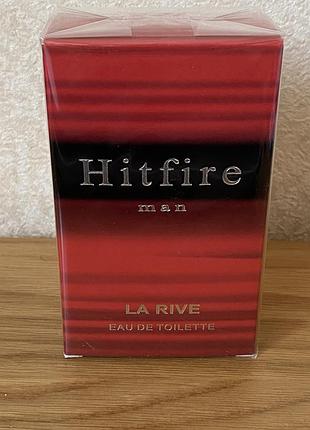 Hitfire
man
LA RIVE
EAU DE TOILETTE